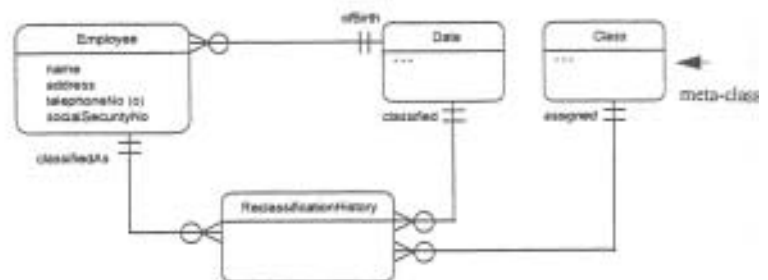 ofBirth
Employee
Date
Class
name
address
telephoneNo (o)
socialSecurityNo
meta-class
classified
assigned
classifiedAs
ReclassificationHistory